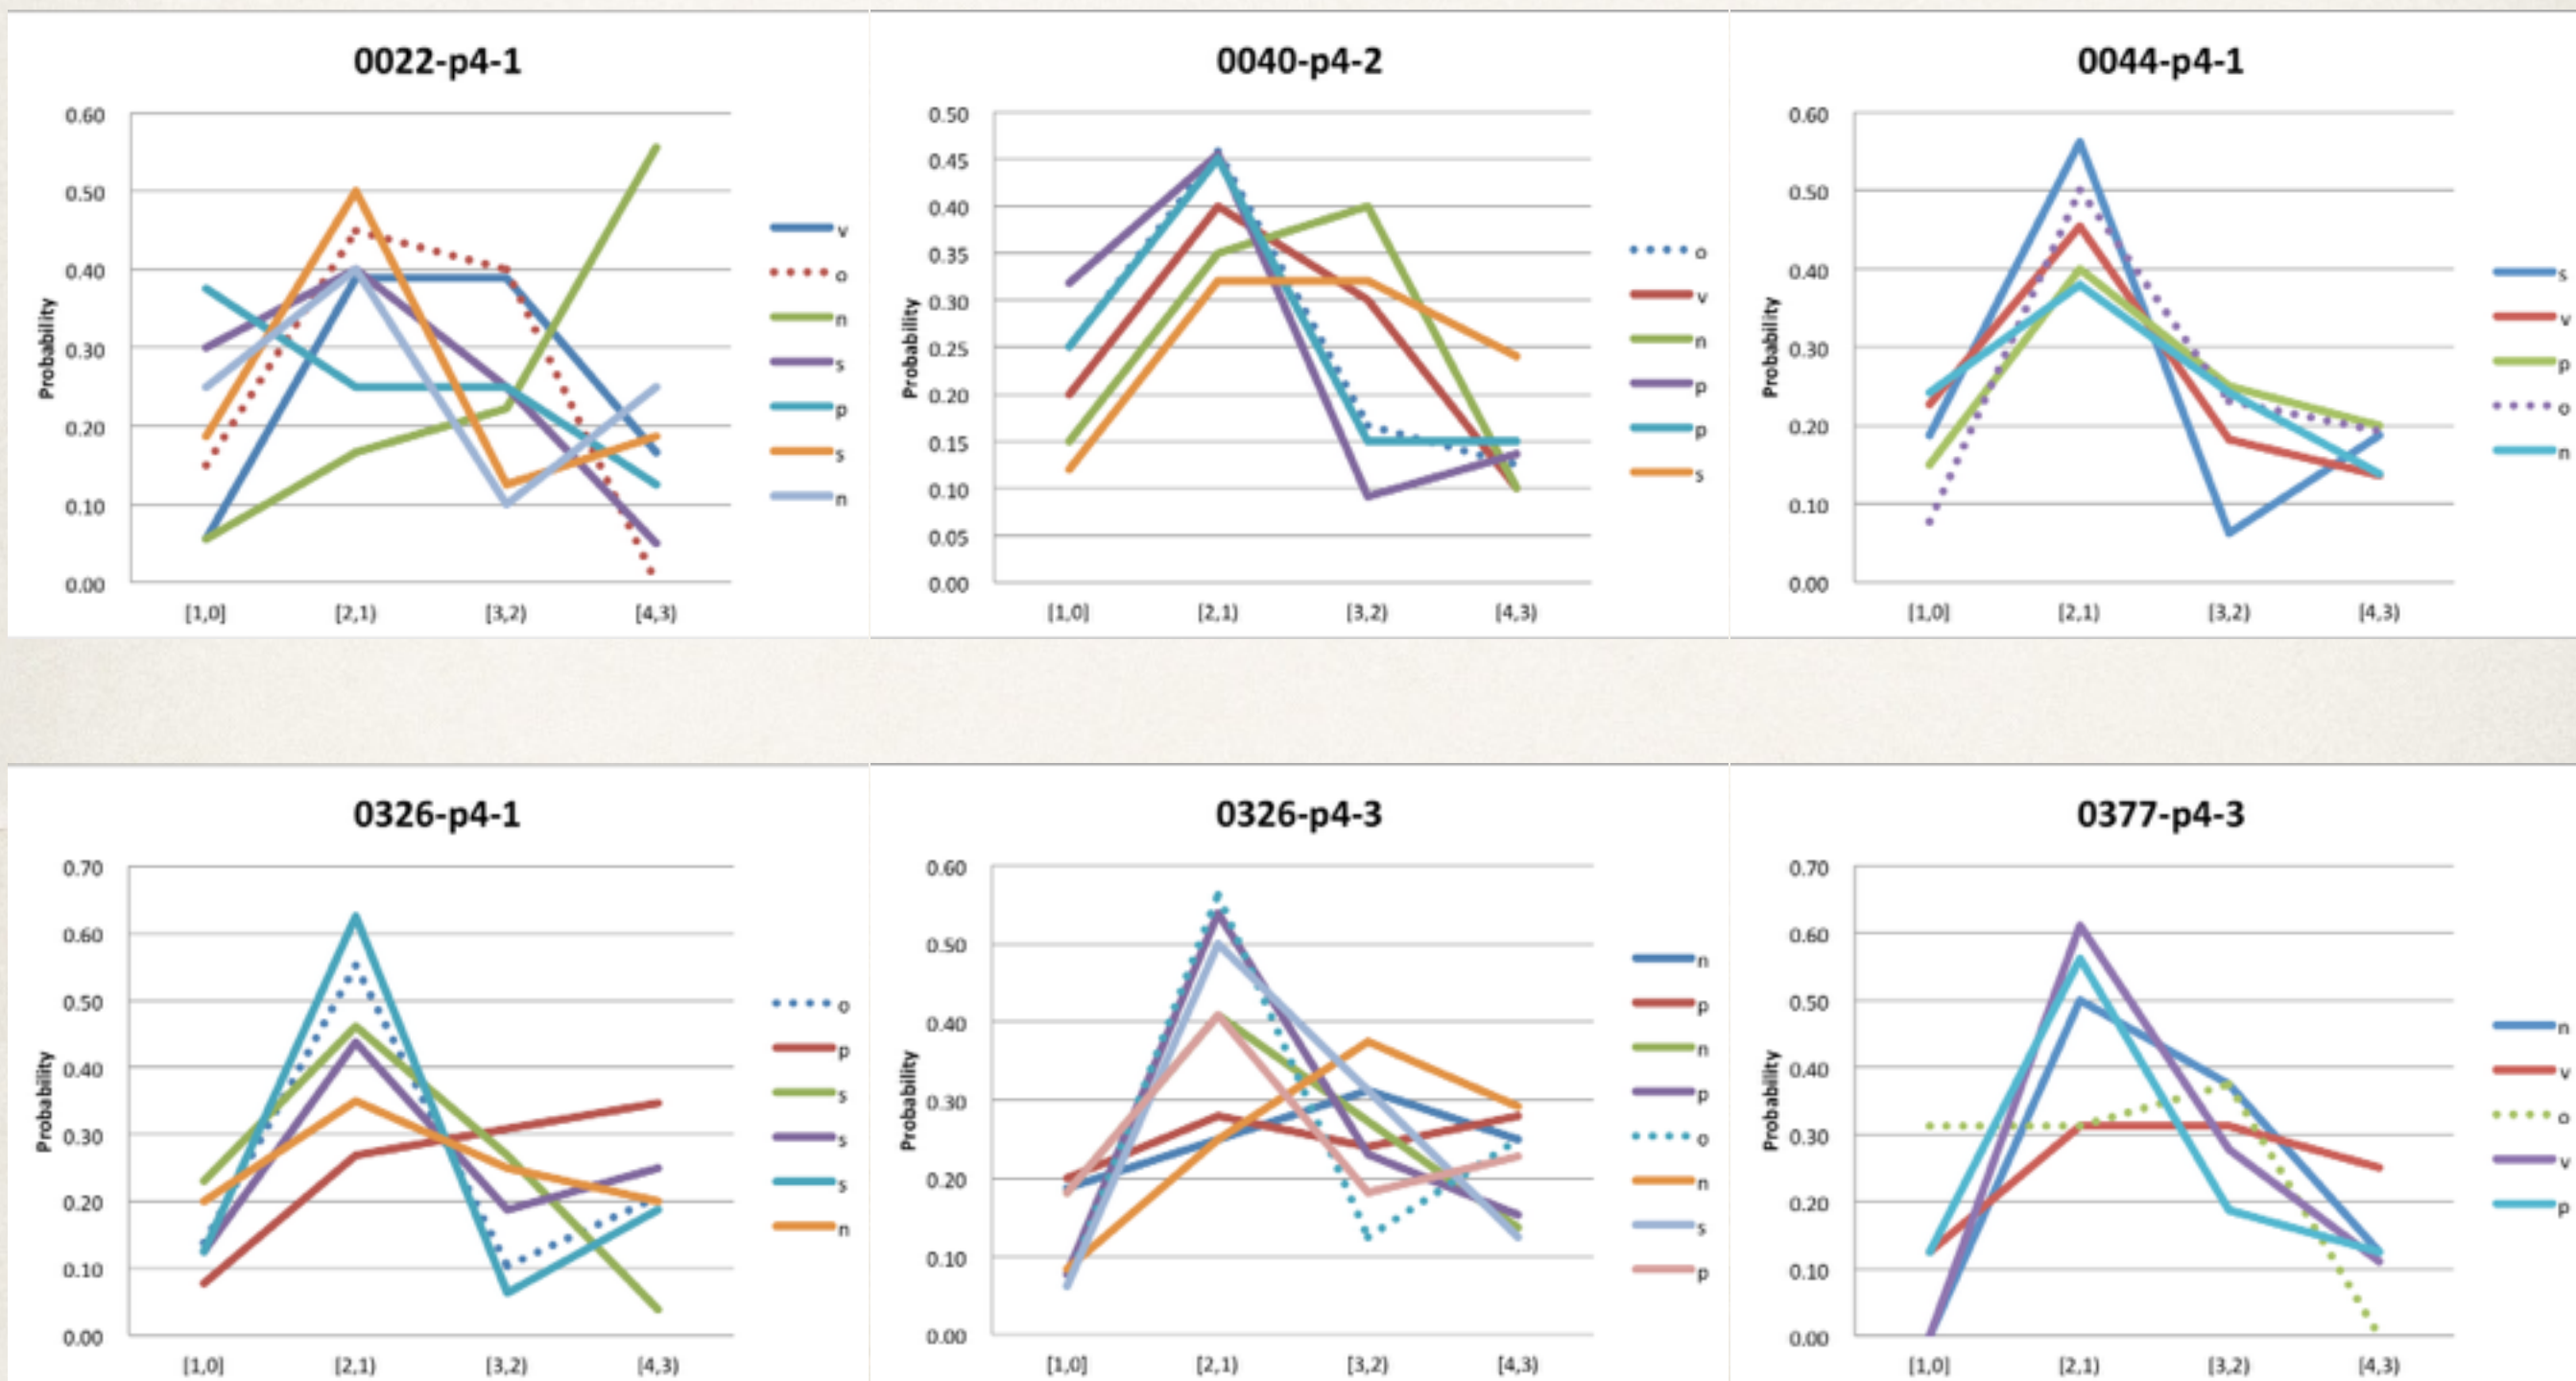 0022-p4-1
Probability
0.60
0.50
0.40
0.30
0.20
0.10
0.00
[1,0] [2,1) [3,2) [4,3)
v
o
n
s
p
s
n
0040-p4-2
Probability
0.50
0.45
0.40
0.35
0.30
0.25
0.20
0.15
0.10
0.05
0.00
[1,0] [2,1) [3,2) [4,3)
o
v
n
p
p
s
0044-p4-1
Probability
0.60
0.50
0.40
0.30
0.20
0.10
0.00
[1,0] [2,1) [3,2) [4,3)
s
v
p
o
n
0326-p4-1
Probability
0.70
0.60
0.50
0.40
0.30
0.20
0.10
0.00
[1,0] [2,1) [3,2) [4,3)
o
p
s
s
s
n
0326-p4-3
Probability
0.60
0.50
0.40
0.30
0.20
0.10
0.00
[1,0] [2,1) [3,2) [4,3)
n
p
n
p
o
n
s
p
0377-p4-3
Probability
0.70
0.60
0.50
0.40
0.30
0.20
0.10
0.00
[1,0] [2,1) [3,2) [4,3)
n
v
o
v
p